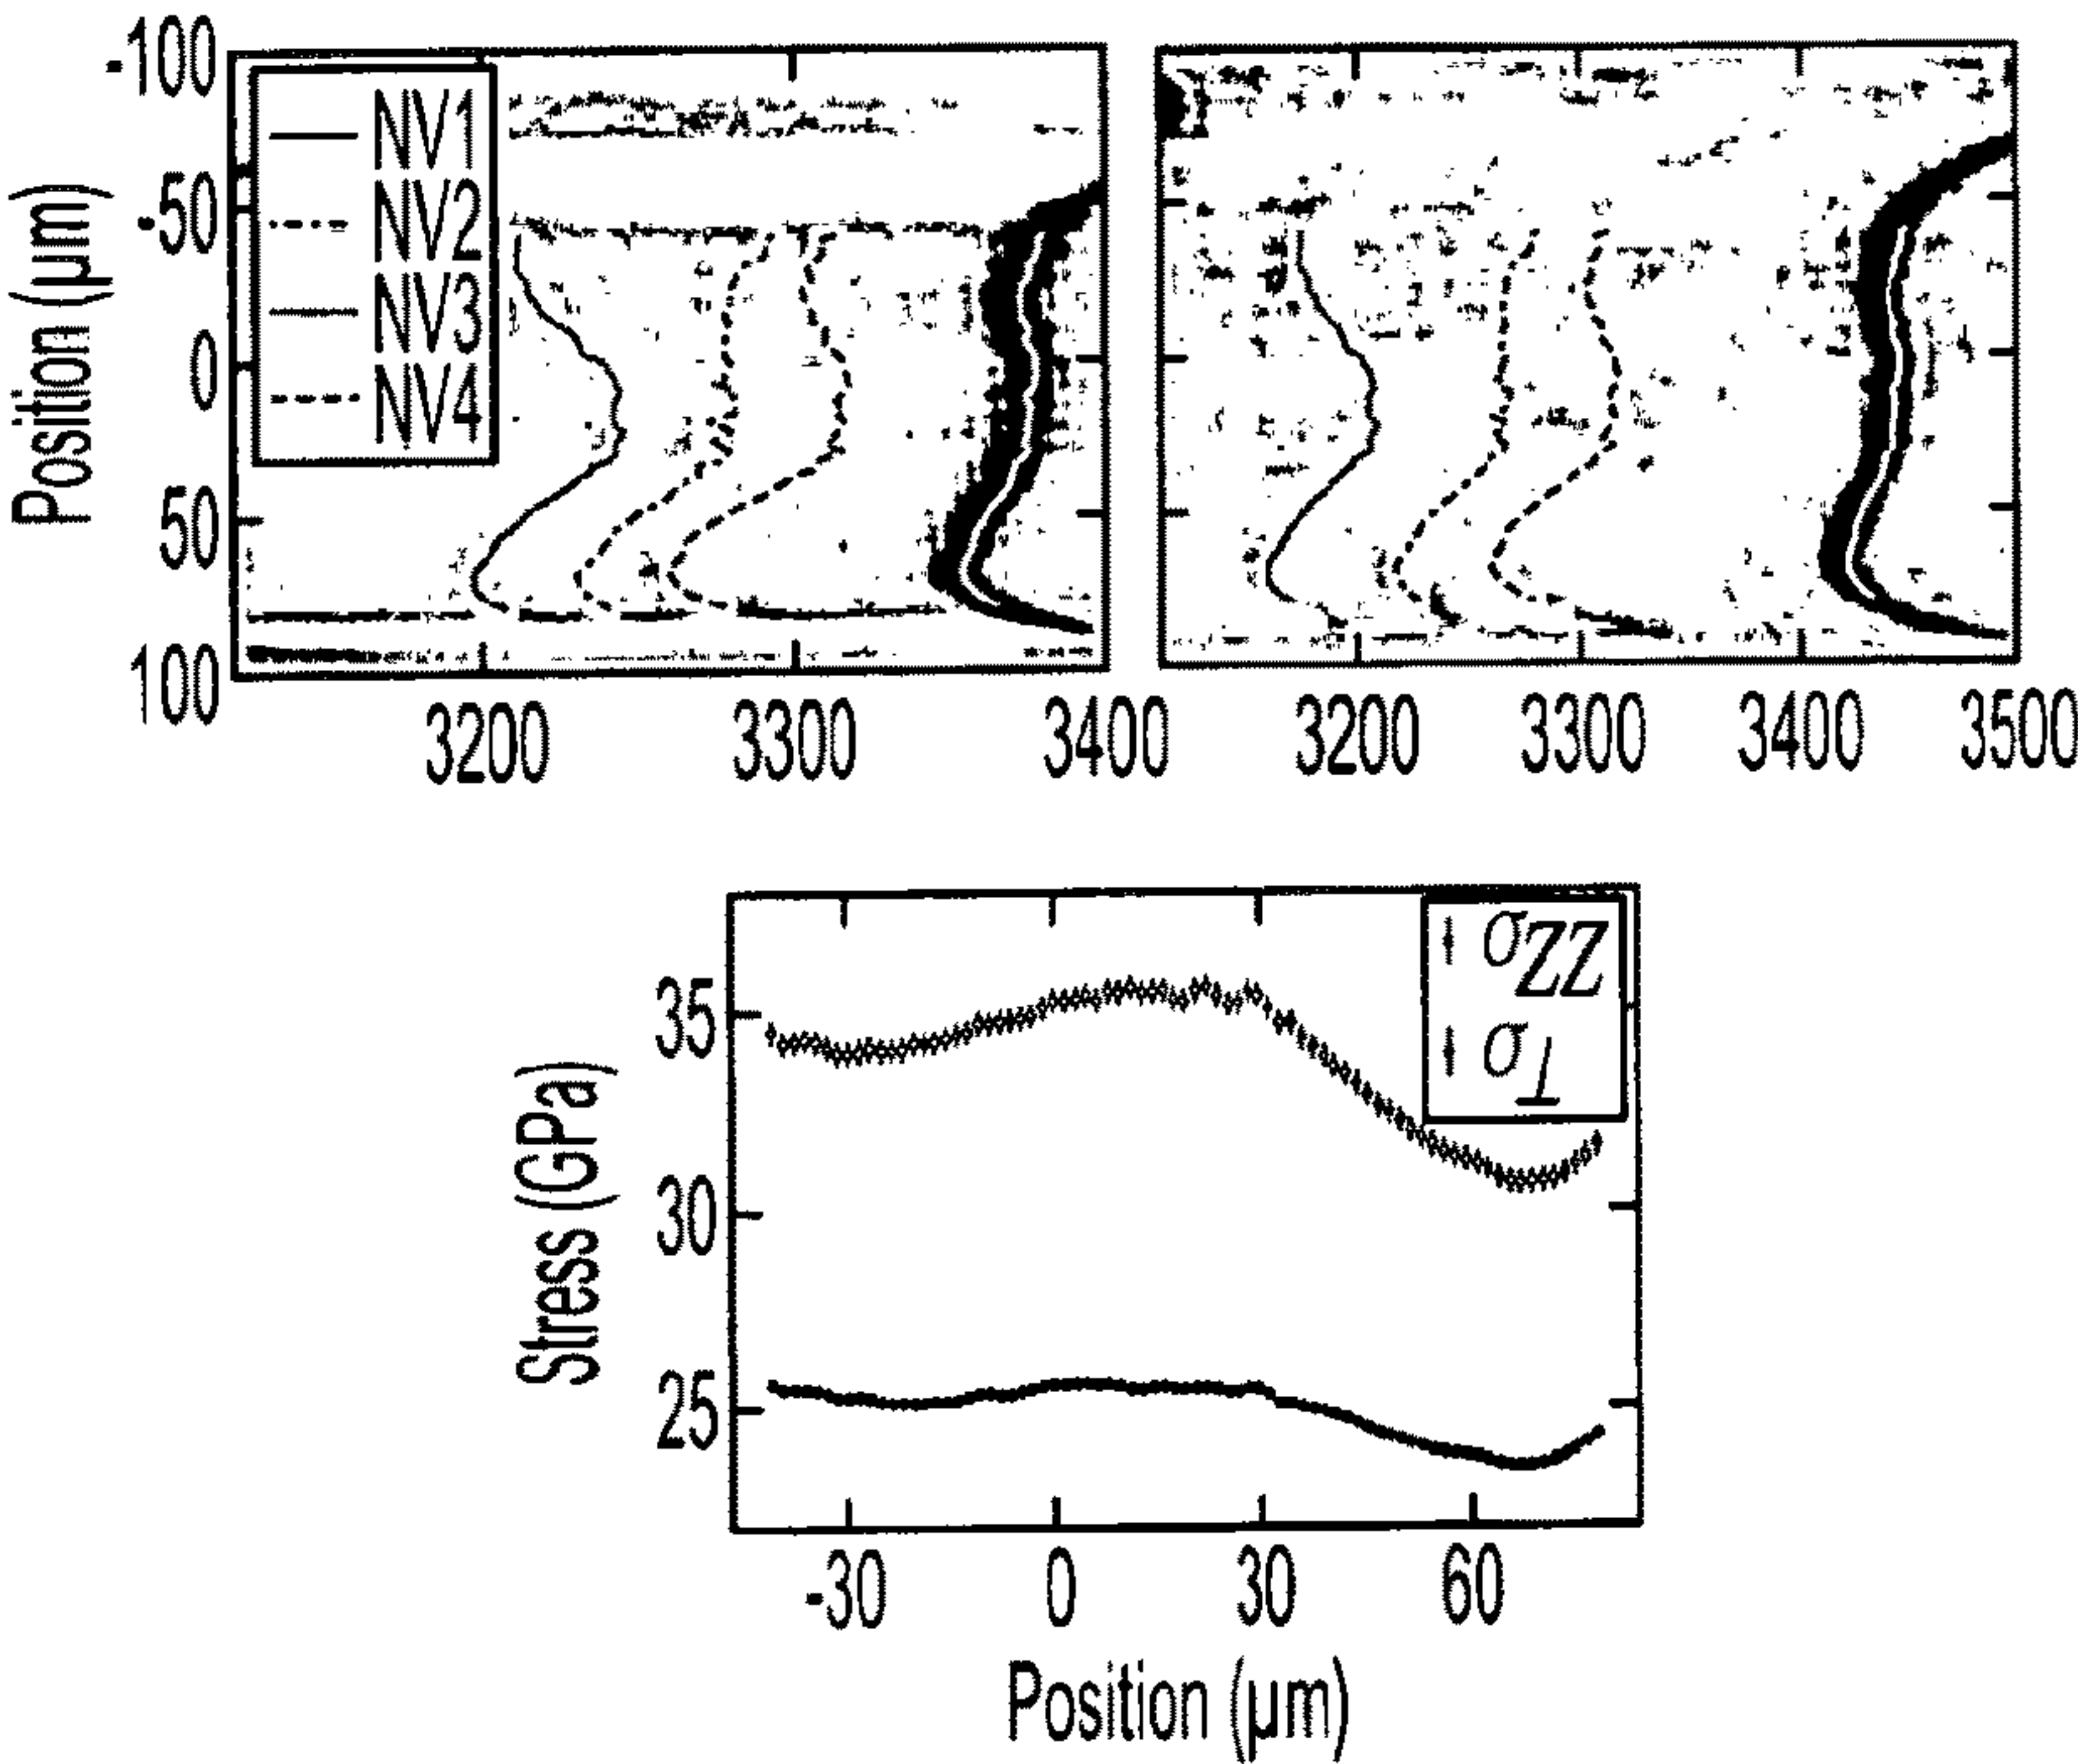 -100
-50
0
50
100
Position (µm)
NV1
NV2
NV3
NV4
3200 3300 3400
3200 3300 3400 3500
Stress (GPa)
35
30
25
σZZ
σ⊥
-30 0 30 60
Position (µm)